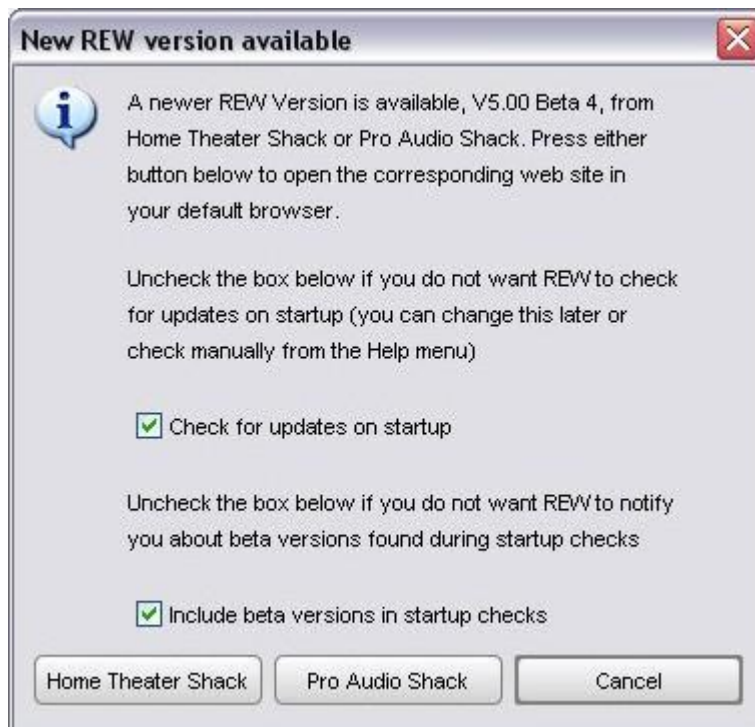 New REW version available
A newer REW Version is available, V5.00 Beta 4, from
Home Theater Shack or Pro Audio Shack. Press either
button below to open the corresponding web site in
your default browser.
Uncheck the box below if you do not want REW to check
for updates on startup (you can change this later or
check manually from the Help menu)
Check for updates on startup
Uncheck the box below if you do not want REW to notify
you about beta versions found during startup checks
Include beta versions in startup checks
Home Theater Shack Pro Audio Shack Cancel